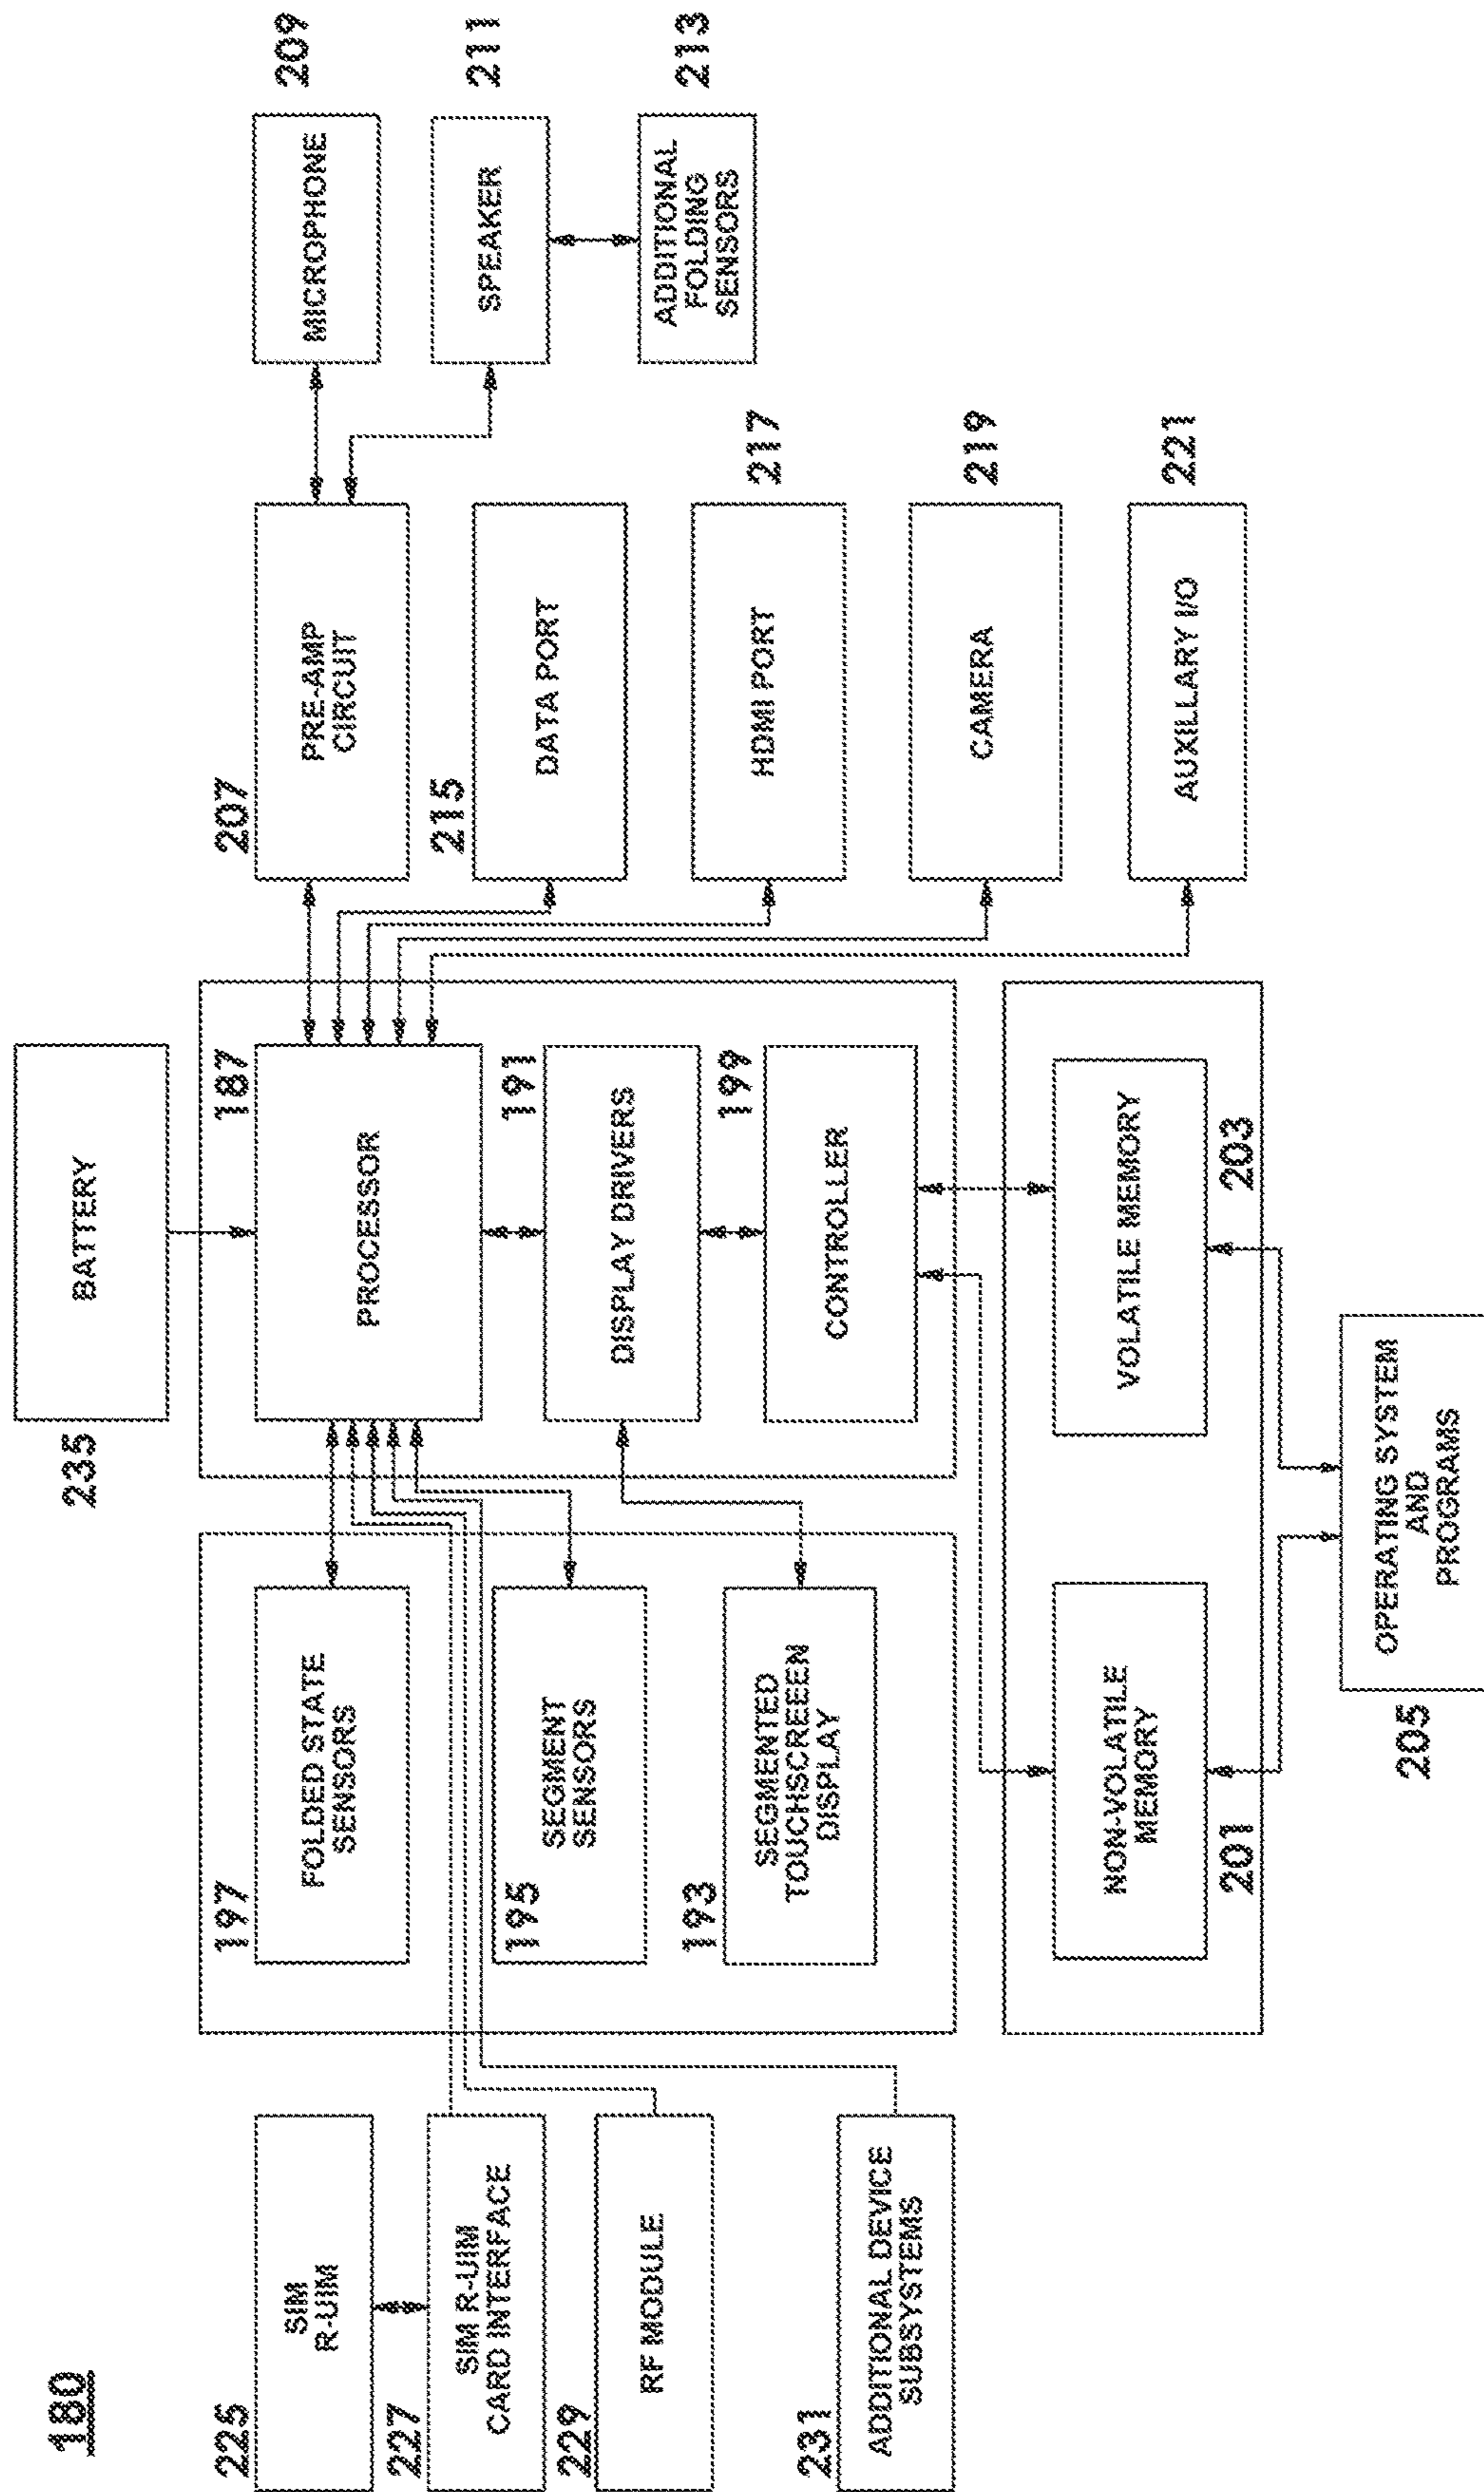 180
235
BATTERY
225
SIM
R-UIM
227
SIM R-UIM
CARD INTERFACE
229
RF MODULE
231
ADDITIONAL DEVICE
SUBSYSTEMS
197
FOLDED STATE
SENSORS
195
SEGMENT
SENSORS
193
SEGMENTED
TOUCHSCREEEN
DISPLAY
187
PROCESSOR
191
DISPLAY DRIVERS
199
CONTROLLER
NON-VOLATILE
MEMORY
201
VOLATILE MEMORY
203
205
OPERATING SYSTEM
AND
PROGRAMS
207
PRE-AMP
CIRCUIT
215
DATA PORT
HDMI PORT
217
CAMERA
219
AUXILLARY I/O
221
MICROPHONE
209
SPEAKER
211
ADDITIONAL
FOLDING
SENSORS
213